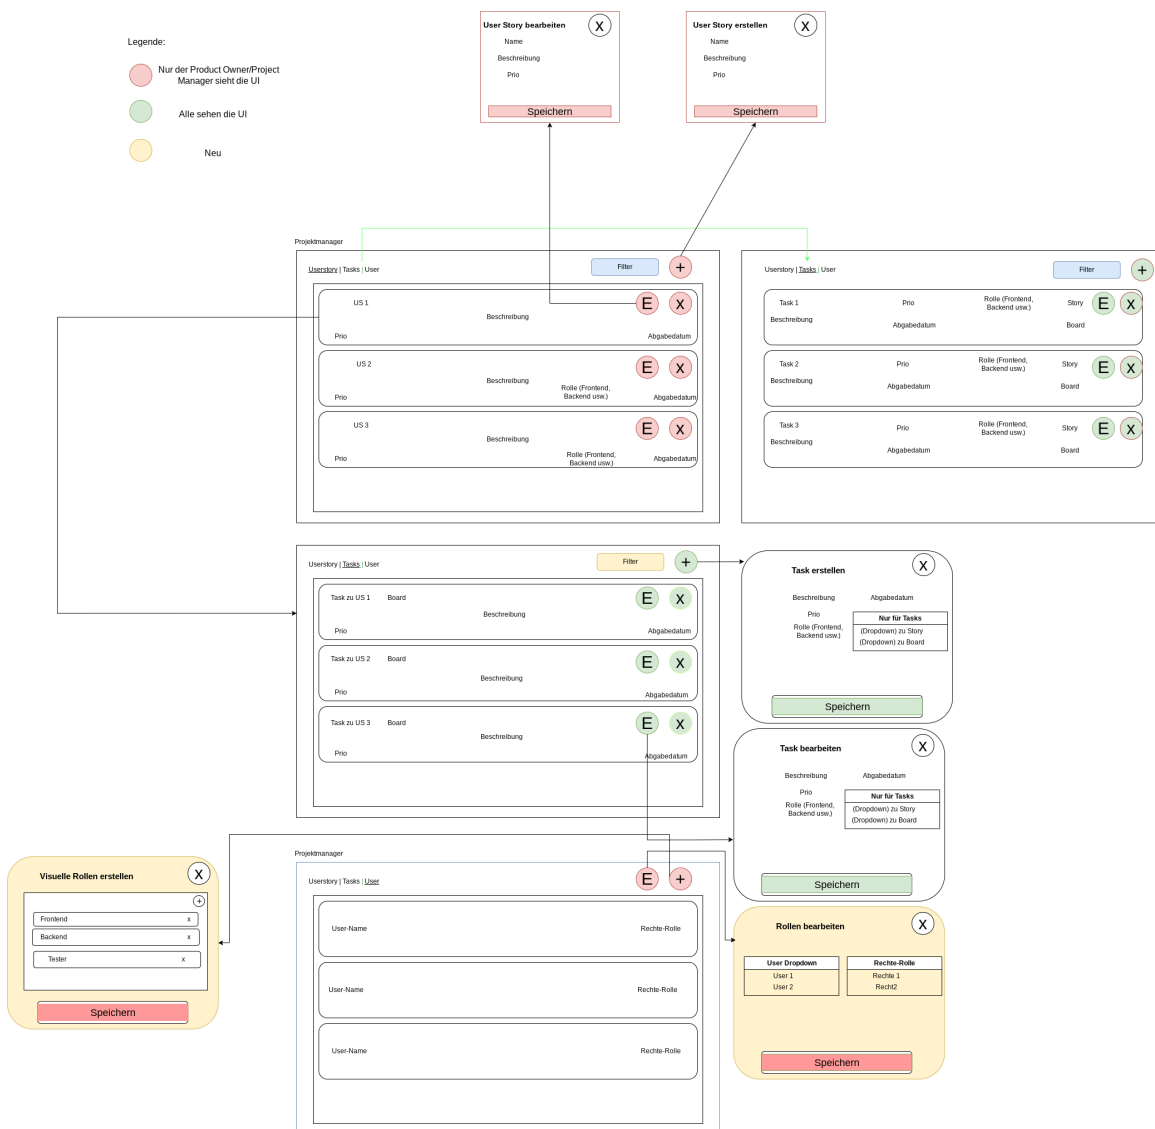 Legende:
Nur der Product Owner/Project
Manager sieht die UI
Alle sehen die UI
Neu
User Story bearbeiten
X
Name
Beschreibung
Prio
Speichern
User Story erstellen
X
Name
Beschreibung
Prio
Speichern
Projektmanager
Userstory | Tasks | User
Filter
+
US 1
E
X
Beschreibung
Prio
Abgabedatum
US 2
E
X
Beschreibung
Rolle (Frontend,
Backend usw.)
Prio
Abgabedatum
US 3
E
X
Beschreibung
Rolle (Frontend,
Backend usw.)
Prio
Abgabedatum
Userstory | Tasks | User
Filter
+
Task 1
Prio
Rolle (Frontend,
Backend usw.)
Story
E
X
Beschreibung
Abgabedatum
Board
Task 2
Prio
Rolle (Frontend,
Backend usw.)
Story
E
X
Beschreibung
Abgabedatum
Board
Task 3
Prio
Rolle (Frontend,
Backend usw.)
Story
E
X
Beschreibung
Abgabedatum
Board
Userstory | Tasks | User
Filter
+
Task zu US 1
Board
E
X
Beschreibung
Prio
Abgabedatum
Task zu US 2
Board
E
X
Beschreibung
Prio
Abgabedatum
Task zu US 3
Board
E
X
Beschreibung
Prio
Abgabedatum
Task erstellen
X
Beschreibung
Abgabedatum
Prio
Rolle (Frontend,
Backend usw.)
Nur für Tasks
(Dropdown) zu Story
(Dropdown) zu Board
Speichern
Task bearbeiten
X
Beschreibung
Abgabedatum
Prio
Rolle (Frontend,
Backend usw.)
Nur für Tasks
(Dropdown) zu Story
(Dropdown) zu Board
Speichern
Visuelle Rollen erstellen
X
+
Frontend
x
Backend
x
Tester
x
Speichern
Projektmanager
Userstory | Tasks | User
E
+
User-Name
Rechte-Rolle
User-Name
Rechte-Rolle
User-Name
Rechte-Rolle
Rollen bearbeiten
X
User Dropdown
User 1
User 2
Rechte-Rolle
Rechte 1
Recht2
Speichern